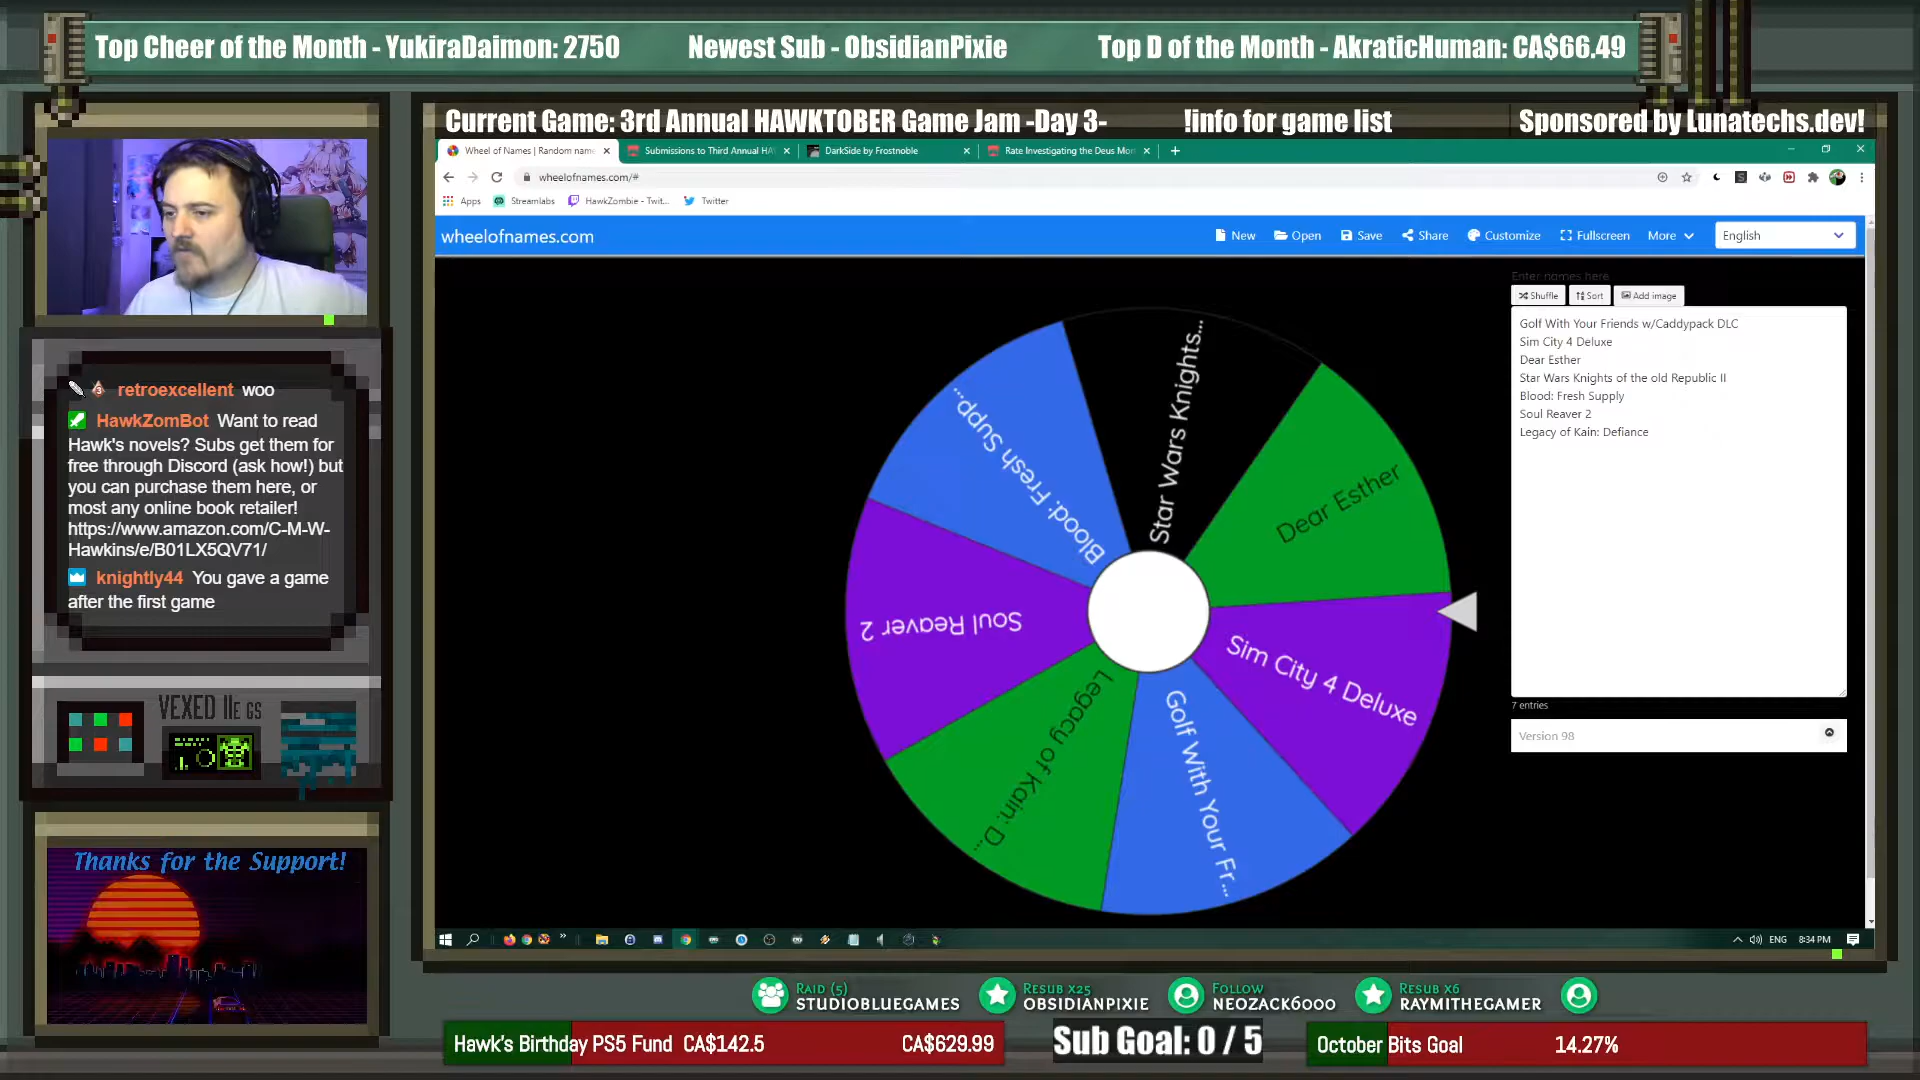 Top Cheer of the Month - YukiraDaimon: 2750
Newest Sub - ObsidianPixie
Top D of the Month - AkraticHuman: CA$66.49
Current Game: 3rd Annual HAWKTOBER Game Jam -Day 3-
!info for game list
Sponsored by Lunatechs.dev!
Wheel of Names | Random name
Submissions to Third Annual HA
DarkSide by Frostnoble
Rate Investigating the Deus Mor
wheelofnames.com/#
Apps
Streamlabs
HawkZombie - Twit...
Twitter
wheelofnames.com
New
Open
Save
Share
Customize
Fullscreen
More
English
Enter names here
Shuffle
Sort
Add image
Golf With Your Friends w/Caddypack DLC
Sim City 4 Deluxe
Dear Esther
Star Wars Knights of the old Republic II
Blood: Fresh Supply
Soul Reaver 2
Legacy of Kain: Defiance
7 entries
Version 98
Star Wars Knights...
Dear Esther
Sim City 4 Deluxe
Golf With Your Fr...
Legacy of Kain: D...
Soul Reaver 2
Blood: Fresh Supp...
retroexcellent woo
HawkZomBot Want to read
Hawk's novels? Subs get them for
free through Discord (ask how!) but
you can purchase them here, or
most any online book retailer!
https://www.amazon.com/C-M-W-
Hawkins/e/B01LX5QV71/
knightly44 You gave a game
after the first game
VEXED IIE GS
Thanks for the Support!
ENG
8:34 PM
RAID (5)
STUDIOBLUEGAMES
RESUB X25
OBSIDIANPIXIE
FOLLOW
NEOZACK6000
RESUB X6
RAYMITHEGAMER
Hawk's Birthday PS5 Fund CA$142.5
CA$629.99
Sub Goal: 0 / 5
October Bits Goal
14.27%